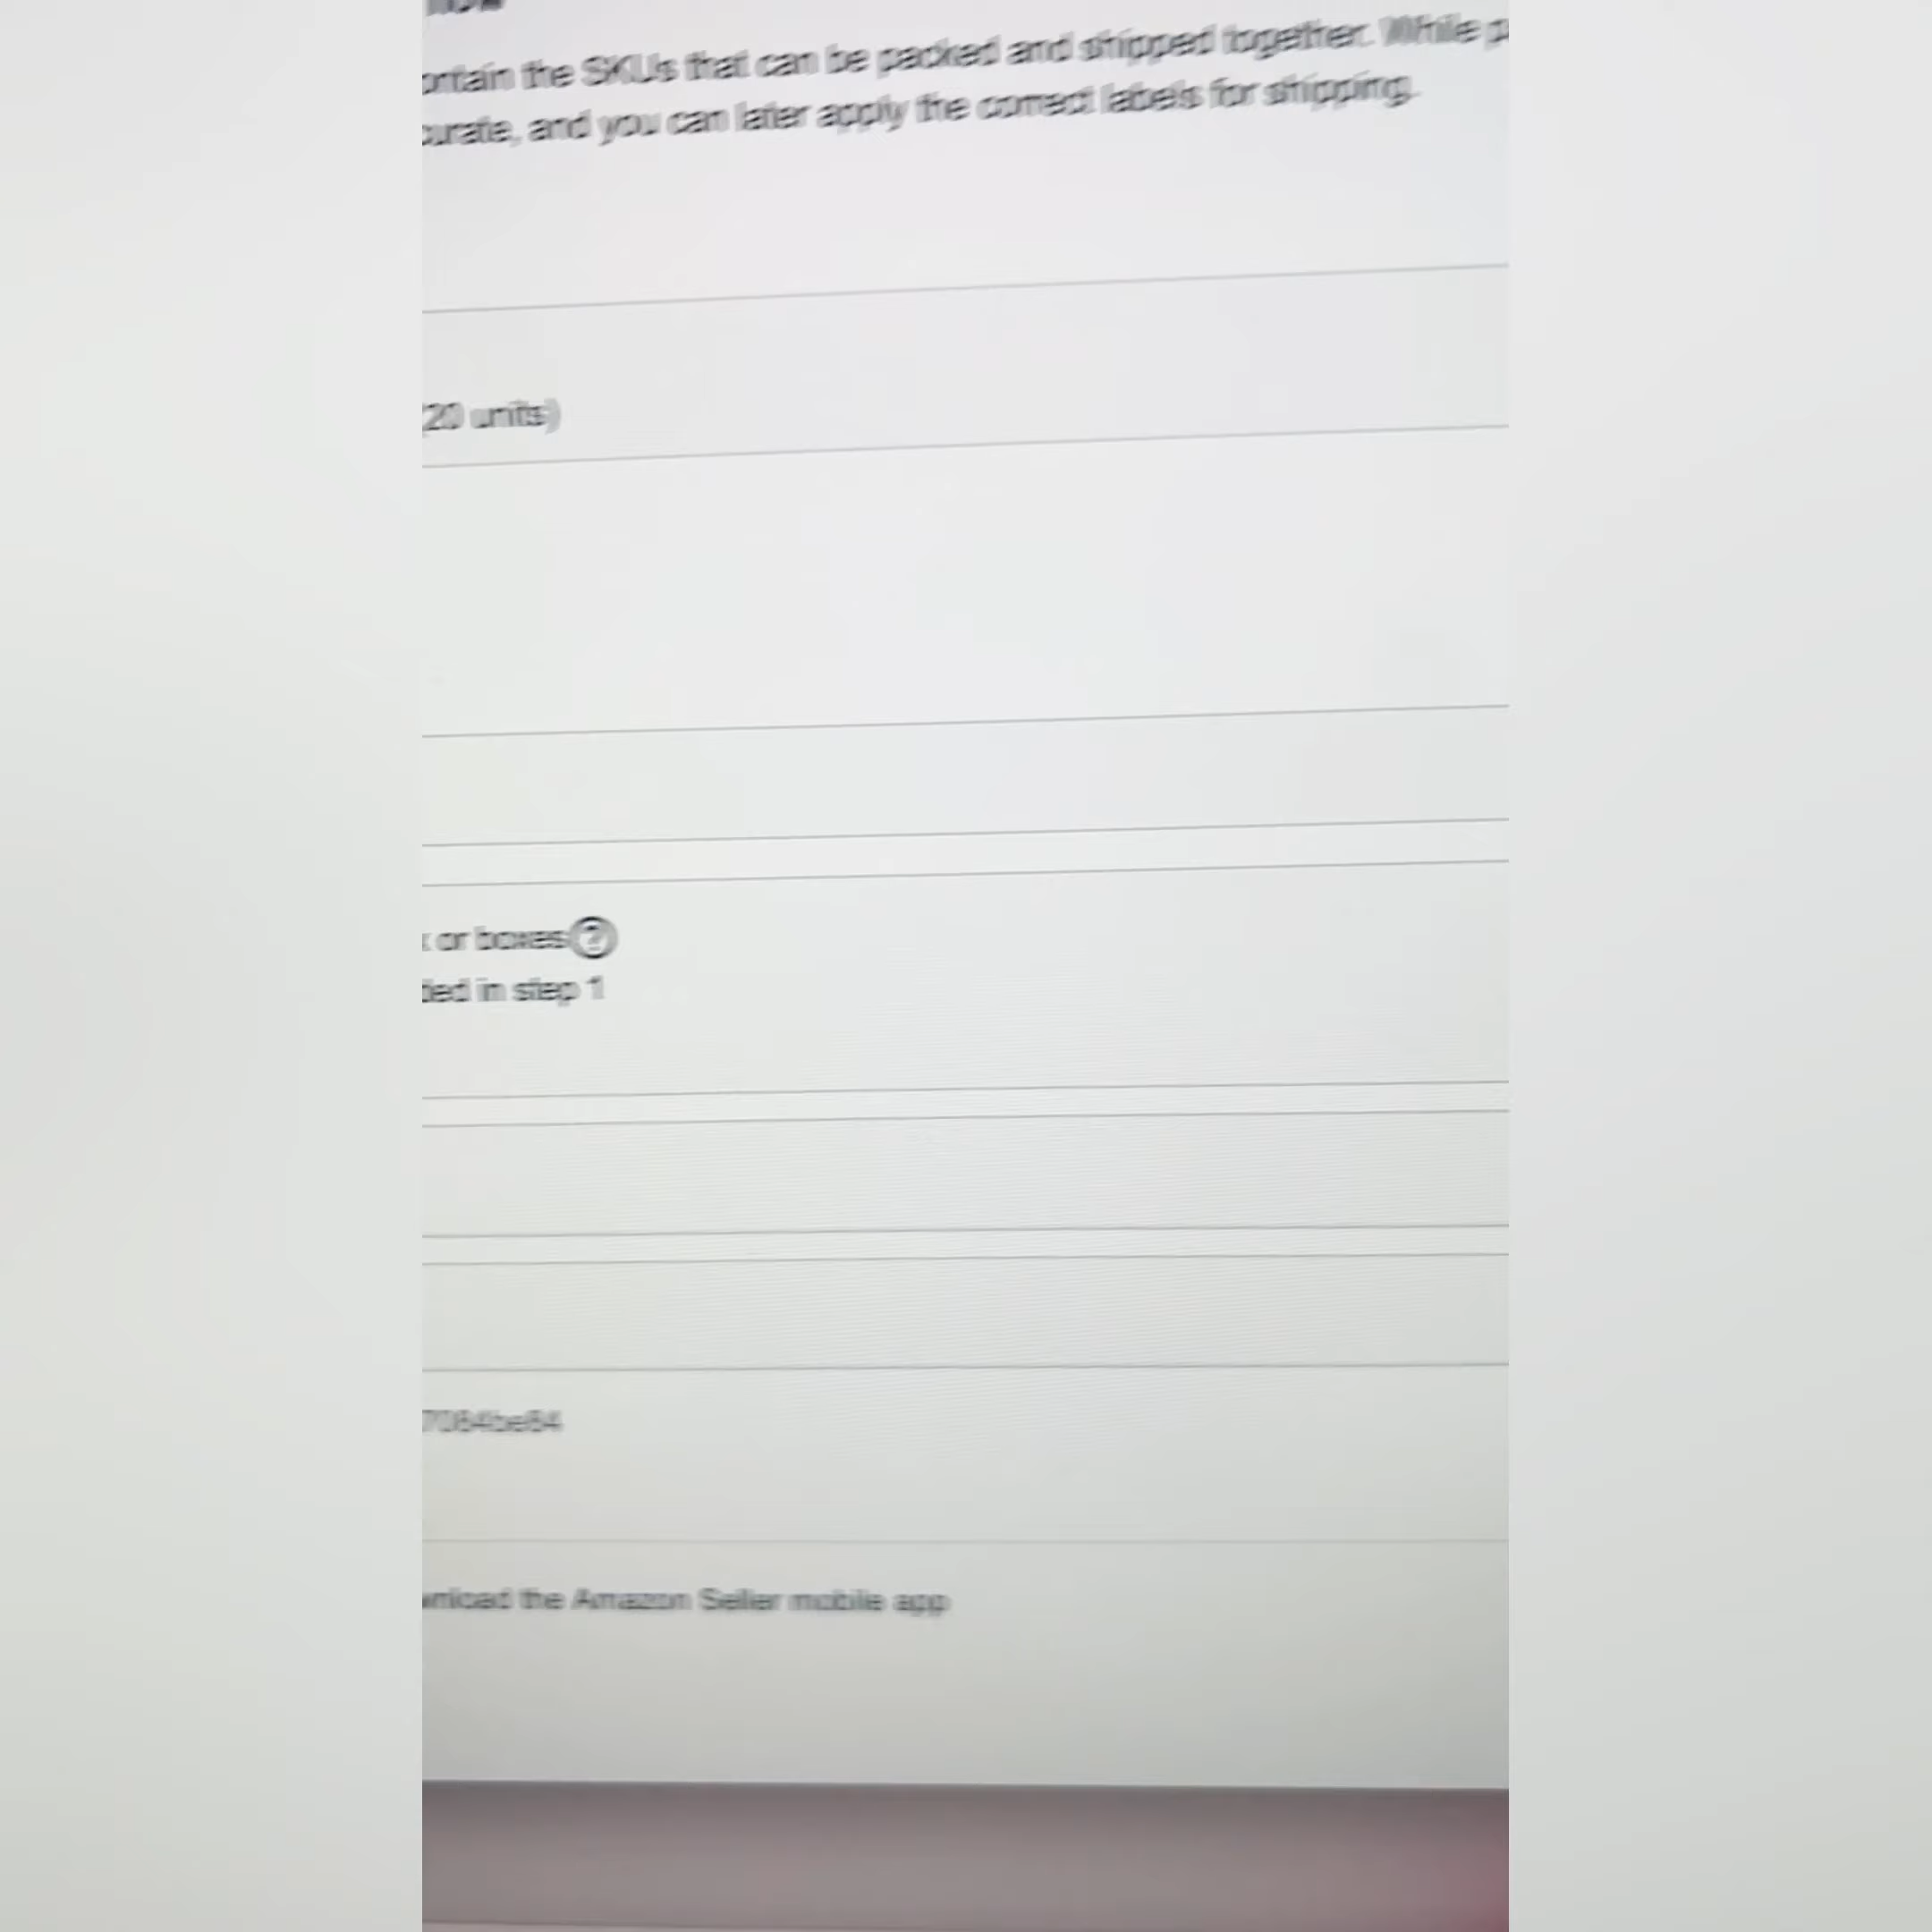 ontain the SKUs that can be packed and shipped together. While p
curate, and you can later apply the correct labels for shipping.
(20 units)
x or boxes ?
ded in step 1
7084be84
wnload the Amazon Seller mobile app